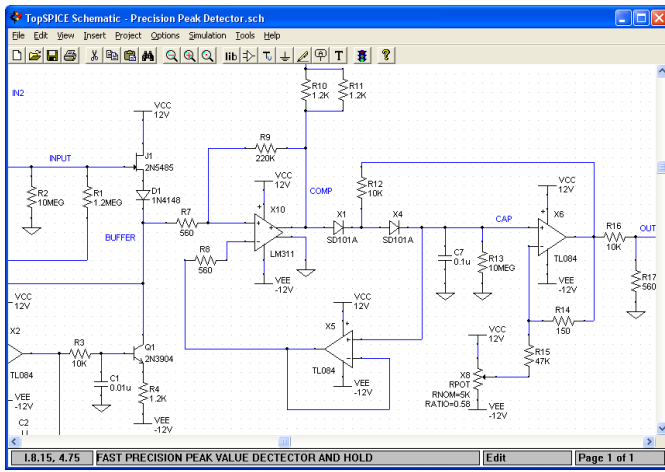 TopSPICE Schematic - Precision Peak Detector.sch
File Edit View Insert Project Options Simulation Tools Help
lib T
IN2
R10
1.2K
R11
1.2K
VCC
12V
INPUT
J1
2N5485
R9
220K
R2
10MEG
R1
1.2MEG
D1
1N4148
VCC
12V
COMP
R12
10K
VCC
12V
BUFFER
R7
560
X10
LM311
X1
SD101A
X4
SD101A
CAP
X6
TL084
R16
10K
OUT
R8
560
VEE
-12V
C7
0.1u
R13
10MEG
VEE
-12V
R17
560
VCC
-12V
X2
TL084
R3
10K
Q1
2N3904
C1
0.01u
R4
1.2K
VCC
12V
X5
TL084
VEE
-12V
R14
150
VCC
12V
R15
47K
X8
RPOT
RNOM=5K
RATIO=0.58
VEE
-12V
VEE
-12V
VEE
-12V
C2
I.8.15, 4.75 FAST PRECISION PEAK VALUE DECTECTOR AND HOLD Edit Page 1 of 1